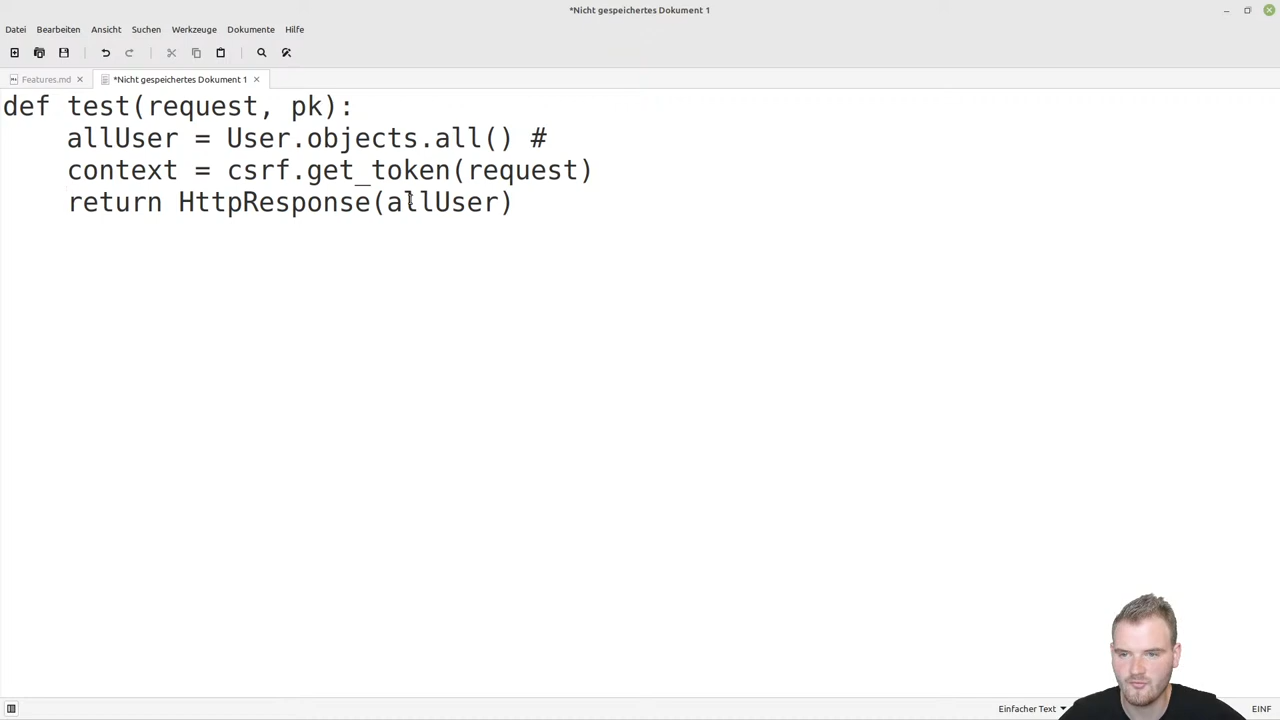 *Nicht gespeichertes Dokument 1
Datei Bearbeiten Ansicht Suchen Werkzeuge Dokumente Hilfe
Features.md *Nicht gespeichertes Dokument 1
def test(request, pk):
    allUser = User.objects.all() #
    context = csrf.get_token(request)
    return HttpResponse(allUser)
Einfacher Text EINF